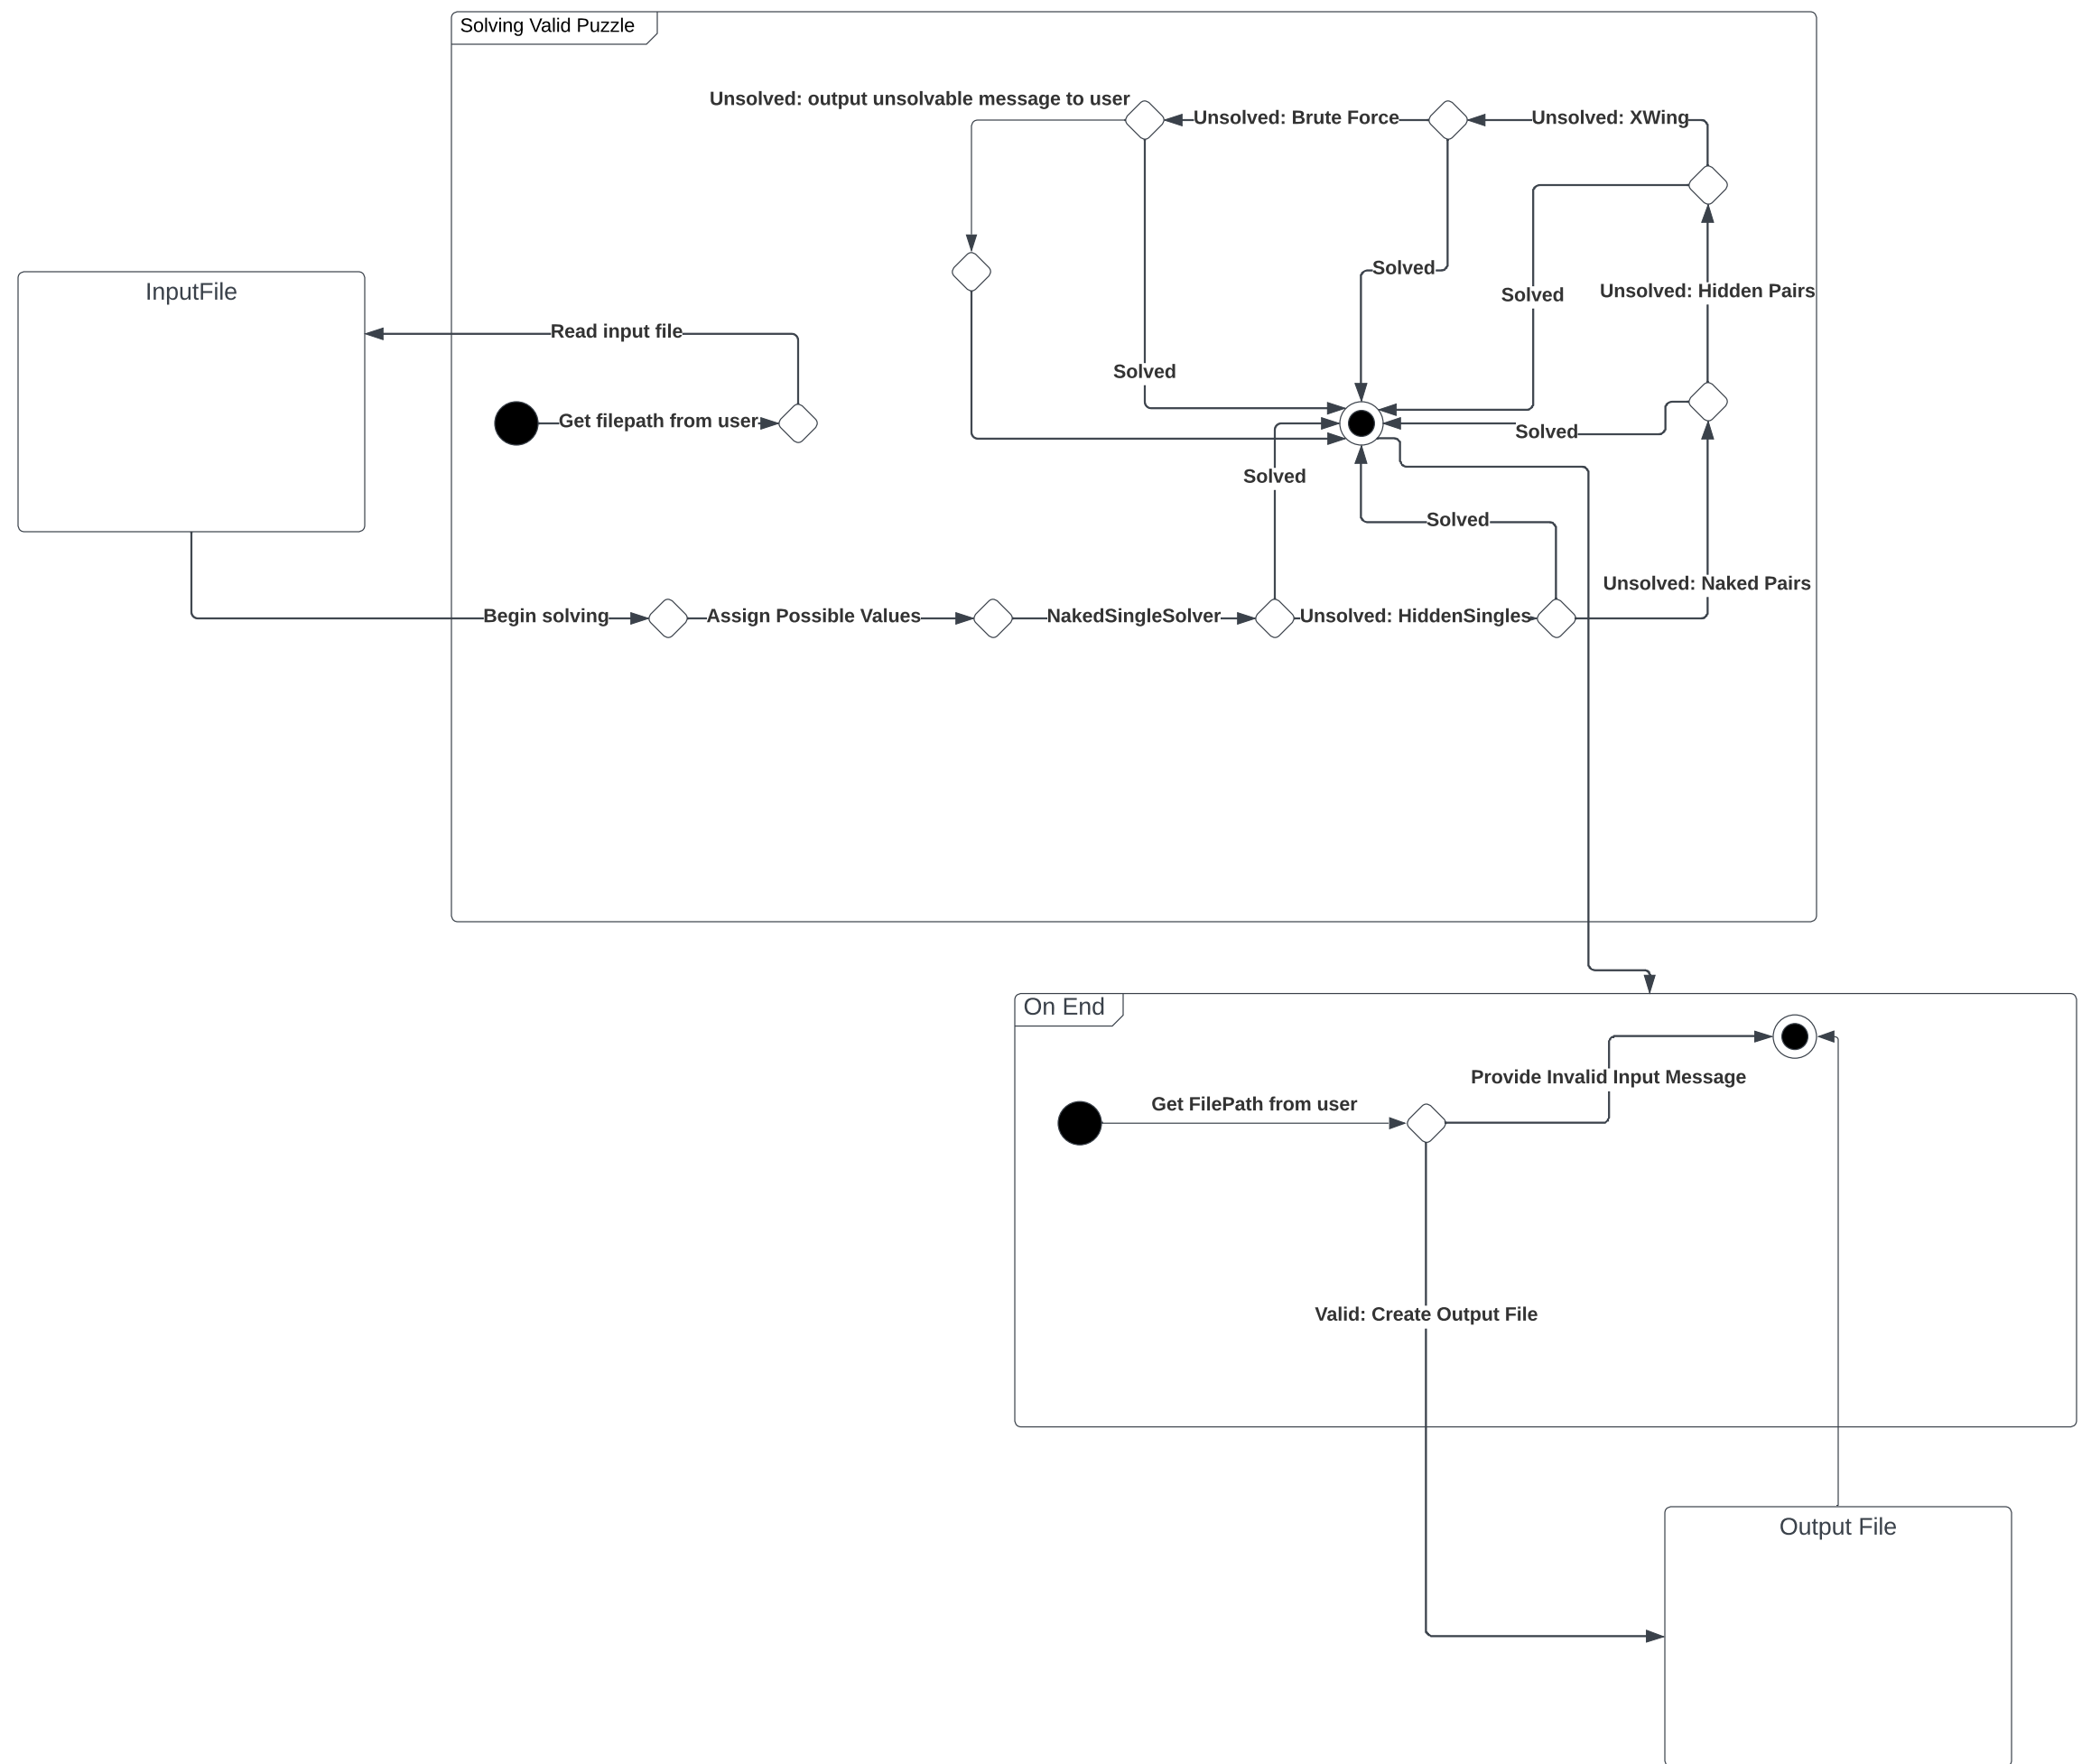 Solving Valid Puzzle
Unsolved: output unsolvable message to user
Unsolved: Brute Force
Unsolved: XWing
Solved
Solved
Unsolved: Hidden Pairs
InputFile
Read input file
Solved
Get filepath from user
Solved
Solved
Solved
Unsolved: Naked Pairs
Begin solving
Assign Possible Values
NakedSingleSolver
Unsolved: HiddenSingles
On End
Provide Invalid Input Message
Get FilePath from user
Valid: Create Output File
Output File